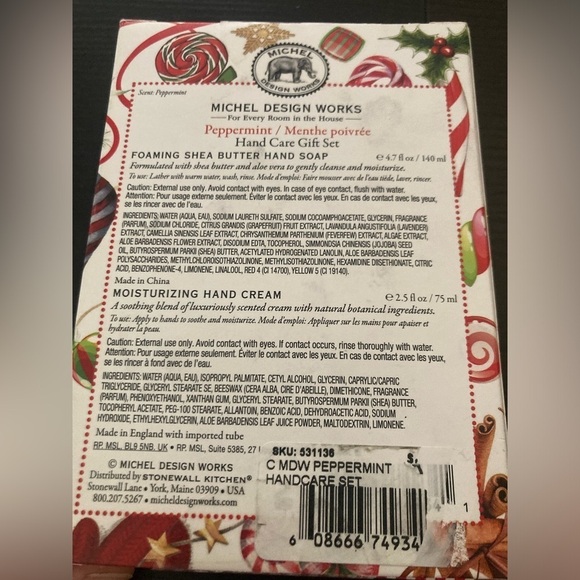 MICHEL
DESIGN WORKS
Scent: Peppermint
MICHEL DESIGN WORKS
For Every Room in the House
Peppermint / Menthe poivrée
Hand Care Gift Set
FOAMING SHEA BUTTER HAND SOAP ℮ 4.7 fl oz / 140 ml
Formulated with shea butter and aloe vera to gently cleanse and moisturize.
To use: Lather with warm water, wash, rinse. Mode d'emploi: Faire mousser avec de l'eau tiède, laver, rincer.
Caution: External use only. Avoid contact with eyes. In case of eye contact, flush with water.
Attention: Pour usage externe seulement. Éviter le contact avec les yeux. En cas de contact avec les yeux,
rincer avec de l'eau.
INGREDIENTS: WATER (AQUA, EAU), SODIUM LAURETH SULFATE, SODIUM COCOAMPHOACETATE, GLYCERIN, FRAGRANCE
(PARFUM), SODIUM CHLORIDE, CITRUS GRANDIS (GRAPEFRUIT) FRUIT EXTRACT, LAVANDULA ANGUSTIFOLIA (LAVENDER)
EXTRACT, CAMELLIA SINENSIS LEAF EXTRACT, CHRYSANTHEMUM PARTHENIUM (FEVERFEW) EXTRACT, ALGAE EXTRACT,
ALOE BARBADENSIS FLOWER EXTRACT, DISODIUM EDTA, TOCOPHEROL, SIMMONDSIA CHINENSIS (JOJOBA) SEED
OIL, BUTYROSPERMUM PARKII (SHEA) BUTTER, ACETYLATED HYDROGENATED LANOLIN, ALOE BARBADENSIS LEAF
POLYSACCHARIDES, METHYLCHLOROISOTHIAZOLINONE, METHYLISOTHIAZOLINONE, HEXAMIDINE DIISETHIONATE, CITRIC
ACID, BENZOPHENONE-4, LIMONENE, LINALOOL, RED 4 (CI 14700), YELLOW 5 (CI 19140).
Made in China
MOISTURIZING HAND CREAM ℮ 2.5 fl oz / 75 ml
A soothing blend of luxuriously scented cream with natural botanical ingredients.
To use: Apply to hands to soothe and moisturize. Mode d'emploi: Appliquer sur les mains pour apaiser et
hydrater la peau.
Caution: External use only. Avoid contact with eyes. If contact occurs, rinse thoroughly with water.
Attention: Pour usage externe seulement. Éviter le contact avec les yeux. En cas de contact avec les yeux,
se les rincer à fond avec de l'eau.
INGREDIENTS: WATER (AQUA, EAU), ISOPROPYL PALMITATE, CETYL ALCOHOL, GLYCERIN, CAPRYLIC/CAPRIC
TRIGLYCERIDE, GLYCERYL STEARATE SE, BEESWAX (CERA ALBA, CIRE D'ABEILLE), DIMETHICONE, FRAGRANCE
(PARFUM), PHENOXYETHANOL, XANTHAN GUM, GLYCERYL STEARATE, BUTYROSPERMUM PARKII (SHEA) BUTTER,
TOCOPHERYL ACETATE, PEG-100 STEARATE, ALLANTOIN, BENZOIC ACID, DEHYDROACETIC ACID, SODIUM
HYDROXIDE, ETHYLHEXYLGLYCERIN, ALOE BARBADENSIS LEAF JUICE POWDER, MALTODEXTRIN, LIMONENE.
Made in England with imported tube
RP. MSL, BL9 5NB. UK • RP. MSL, Suite 5385, 27
© MICHEL DESIGN WORKS
Distributed by STONEWALL KITCHEN®
Stonewall Lane • York, Maine 03909 • USA
800.207.5267 • micheldesignworks.com
SKU: 531136 $
C MDW PEPPERMINT
HANDCARE SET
6 08666 74934
1